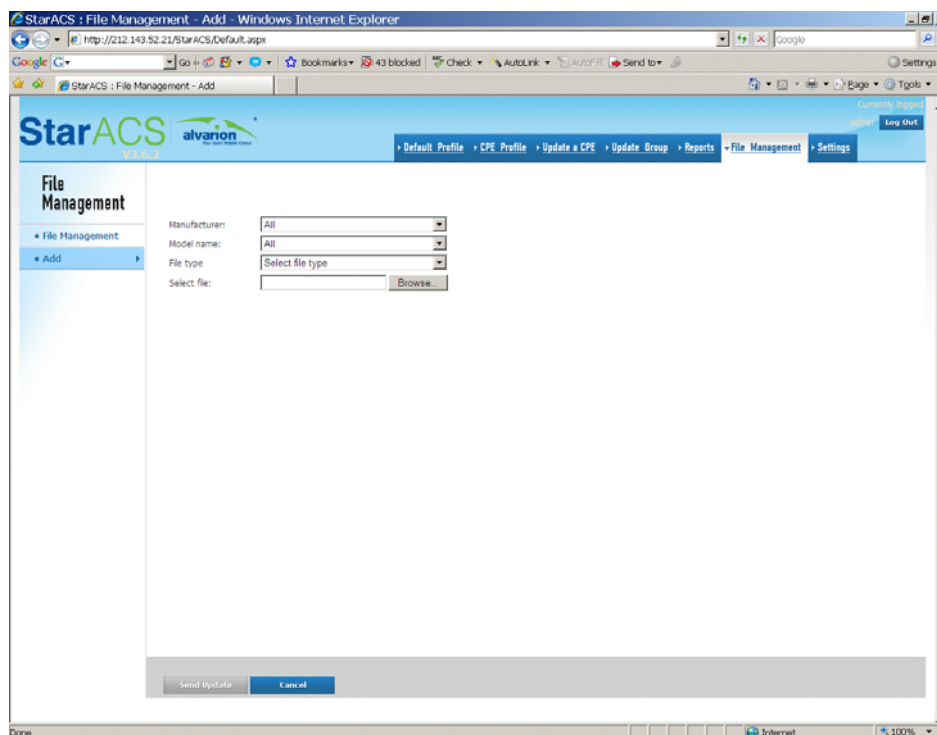 StarACS : File Management - Add - Windows Internet Explorer
http://212.143.52.21/StarACS/Default.aspx
Google
Google G Go Bookmarks 43 blocked Check AutoLink AutoFill Send to Settings
StarACS : File Management - Add Page Tools
Currently logged
admin Log Out
StarACS alvarion
V3.6.2
Default Profile CPE Profile Update a CPE Update Group Reports File Management Settings
File
Management
File Management
Add
Manufacturer: All
Model name: All
File type Select file type
Select file: Browse...
Send Update Cancel
Done Internet 100%